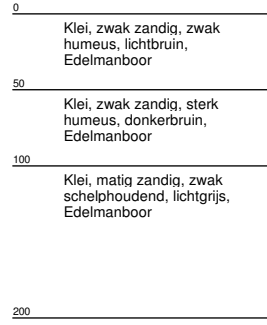 0
Klei, zwak zandig, zwak
humeus, lichtbruin,
Edelmanboor
50
Klei, zwak zandig, sterk
humeus, donkerbruin,
Edelmanboor
100
Klei, matig zandig, zwak
schelphoudend, lichtgrijs,
Edelmanboor
200